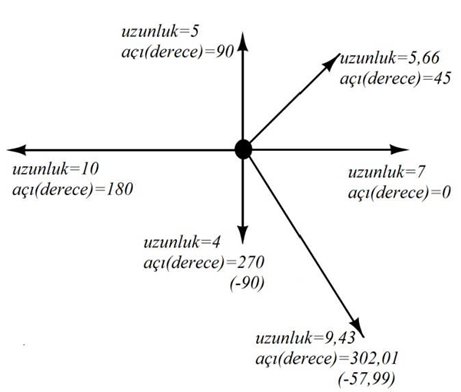 uzunluk=5
açı(derece)=90
uzunluk=5,66
açı(derece)=45
uzunluk=10
açı(derece)=180
uzunluk=7
açı(derece)=0
uzunluk=4
açı(derece)=270
(-90)
uzunluk=9,43
açı(derece)=302,01
(-57,99)